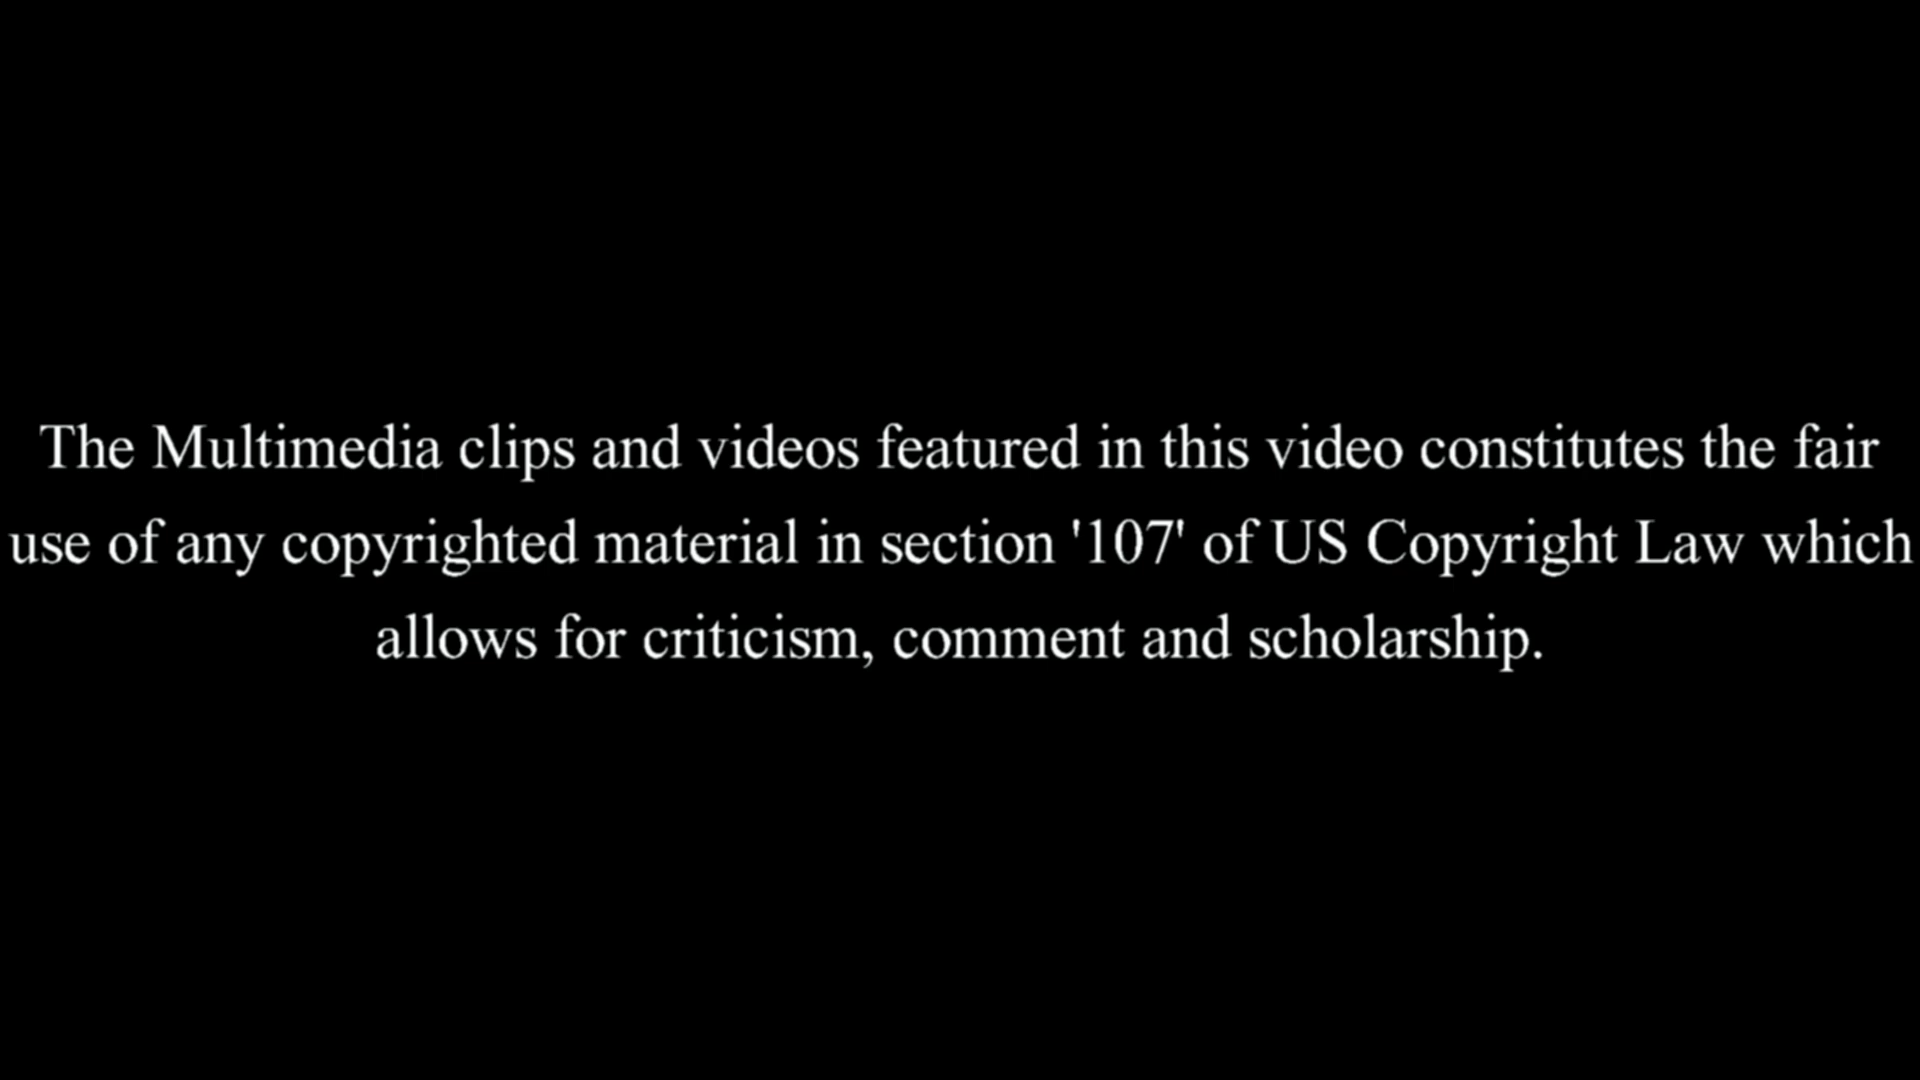 The Multimedia clips and videos featured in this video constitutes the fair
use of any copyrighted material in section '107' of US Copyright Law which
allows for criticism, comment and scholarship.